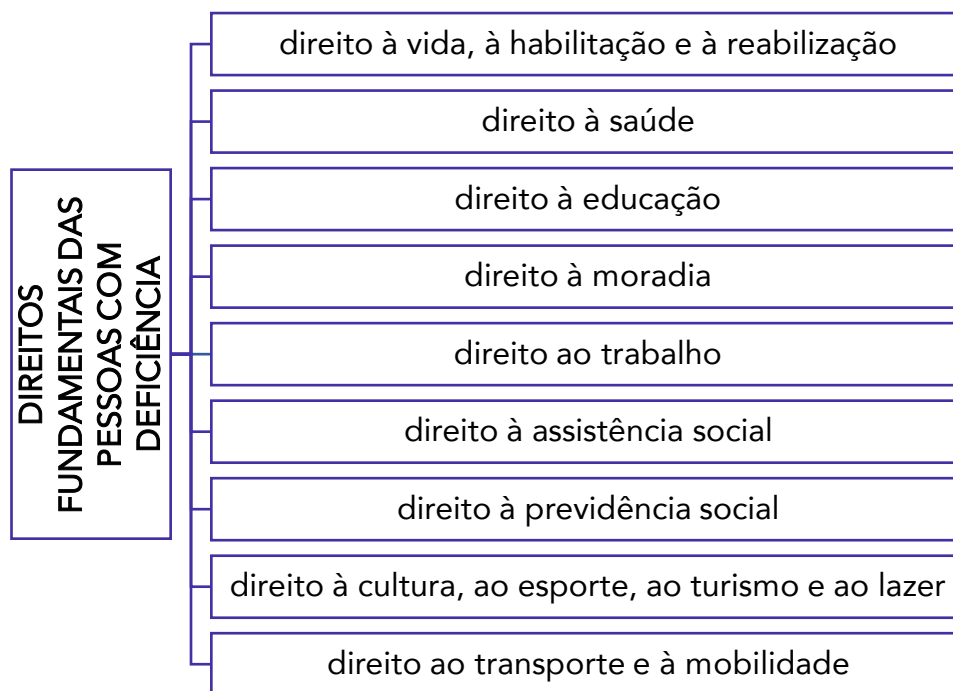 DIREITOS
FUNDAMENTAIS DAS
PESSOAS COM
DEFICIÊNCIA
direito à vida, à habilitação e à reabilização
direito à saúde
direito à educação
direito à moradia
direito ao trabalho
direito à assistência social
direito à previdência social
direito à cultura, ao esporte, ao turismo e ao lazer
direito ao transporte e à mobilidade